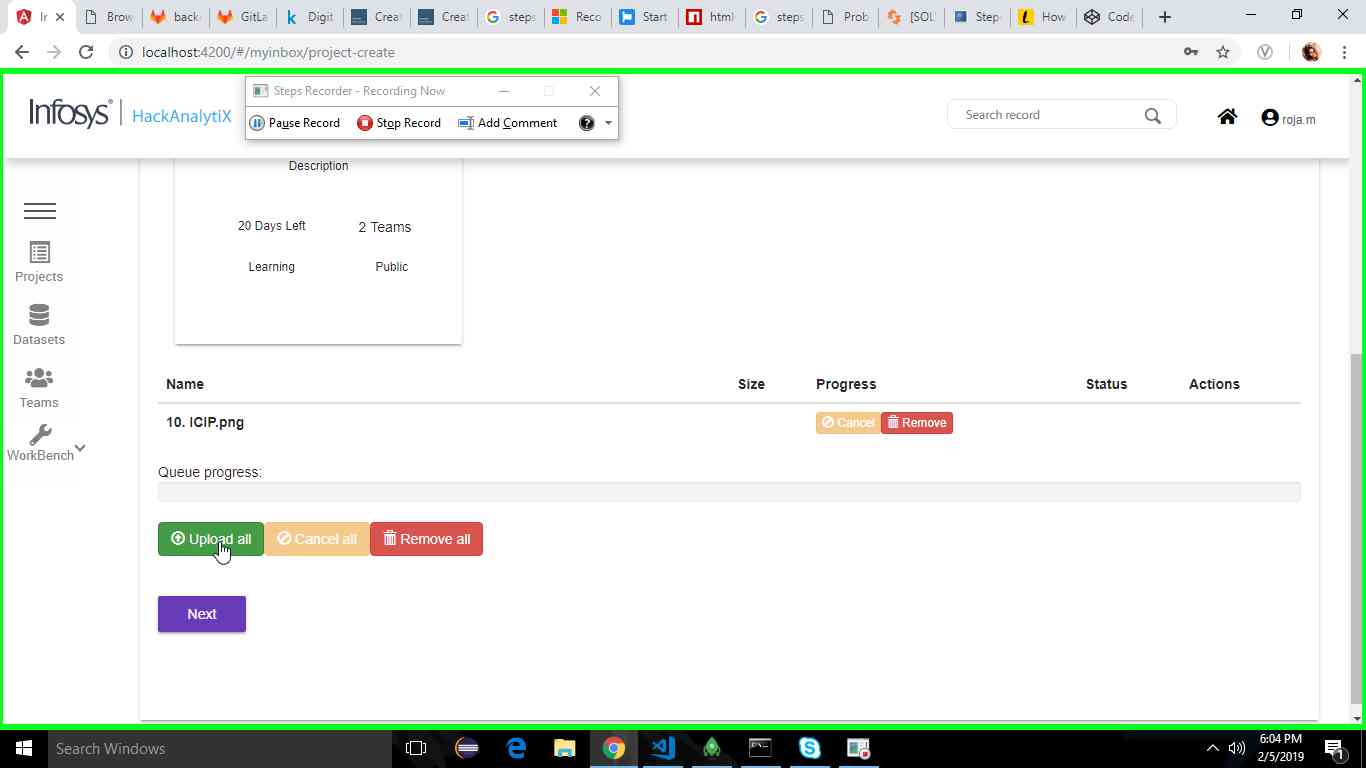 Ir
Brow
back
GitLa
Digit
Creat
Creat
steps
Reco
Start
html
steps
Prob
[SOL
Step
How
Code
localhost:4200/#/myinbox/project-create
Steps Recorder - Recording Now
Pause Record Stop Record Add Comment
Infosys® | HackAnalytiX
Search record
roja.m
Description
20 Days Left 2 Teams
Learning Public
Projects
Datasets
Teams
WorkBench
Name Size Progress Status Actions
10. ICIP.png Cancel Remove
Queue progress:
Upload all Cancel all Remove all
Next
Search Windows
6:04 PM
2/5/2019
1